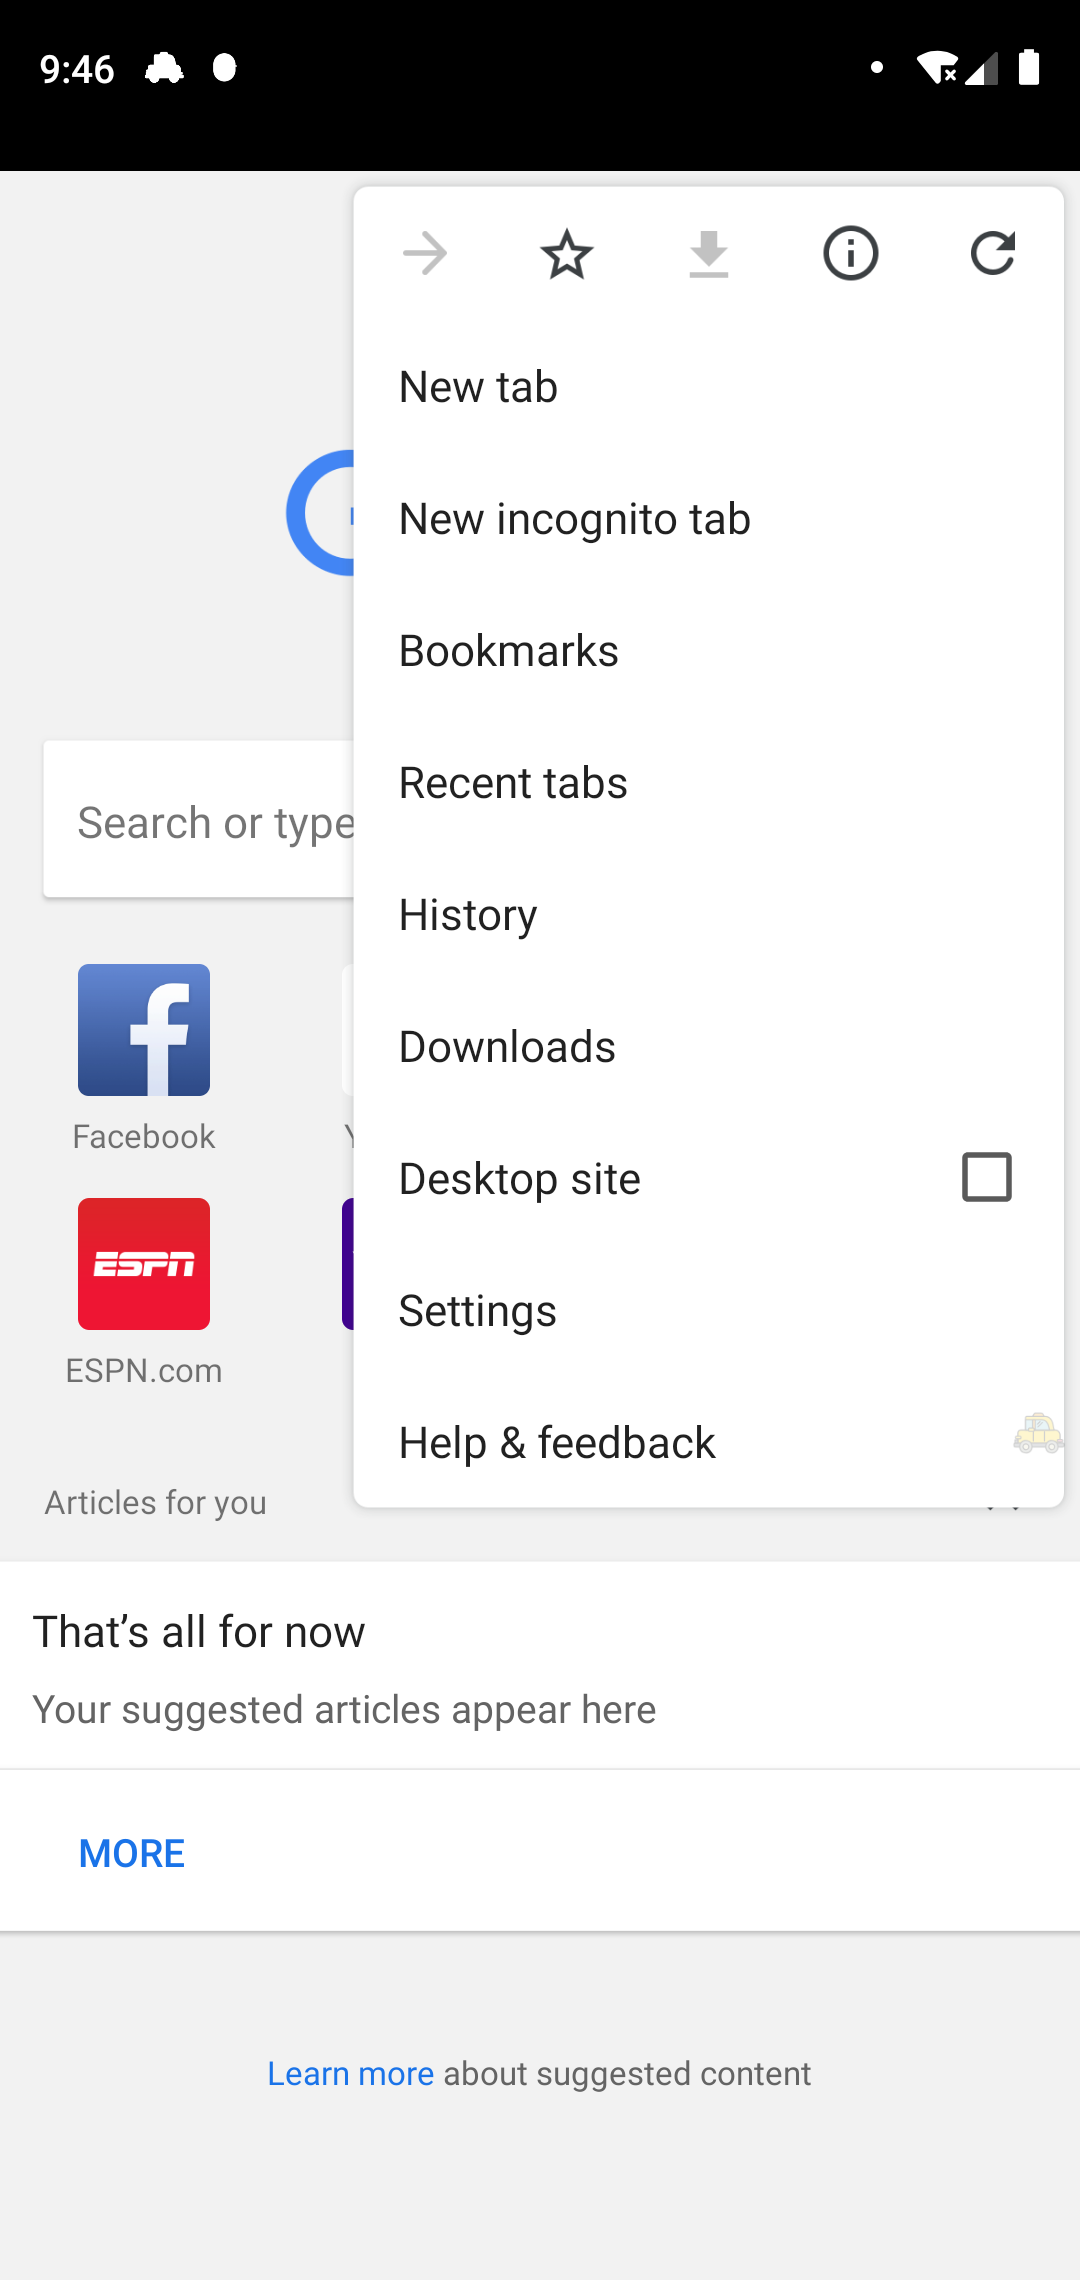 9:46
New tab
New incognito tab
Bookmarks
Recent tabs
Search or type
History
Downloads
Facebook
Desktop site
ESPN
Settings
ESPN.com
Help & feedback
Articles for you
That's all for now
Your suggested articles appear here
MORE
Learn more about suggested content